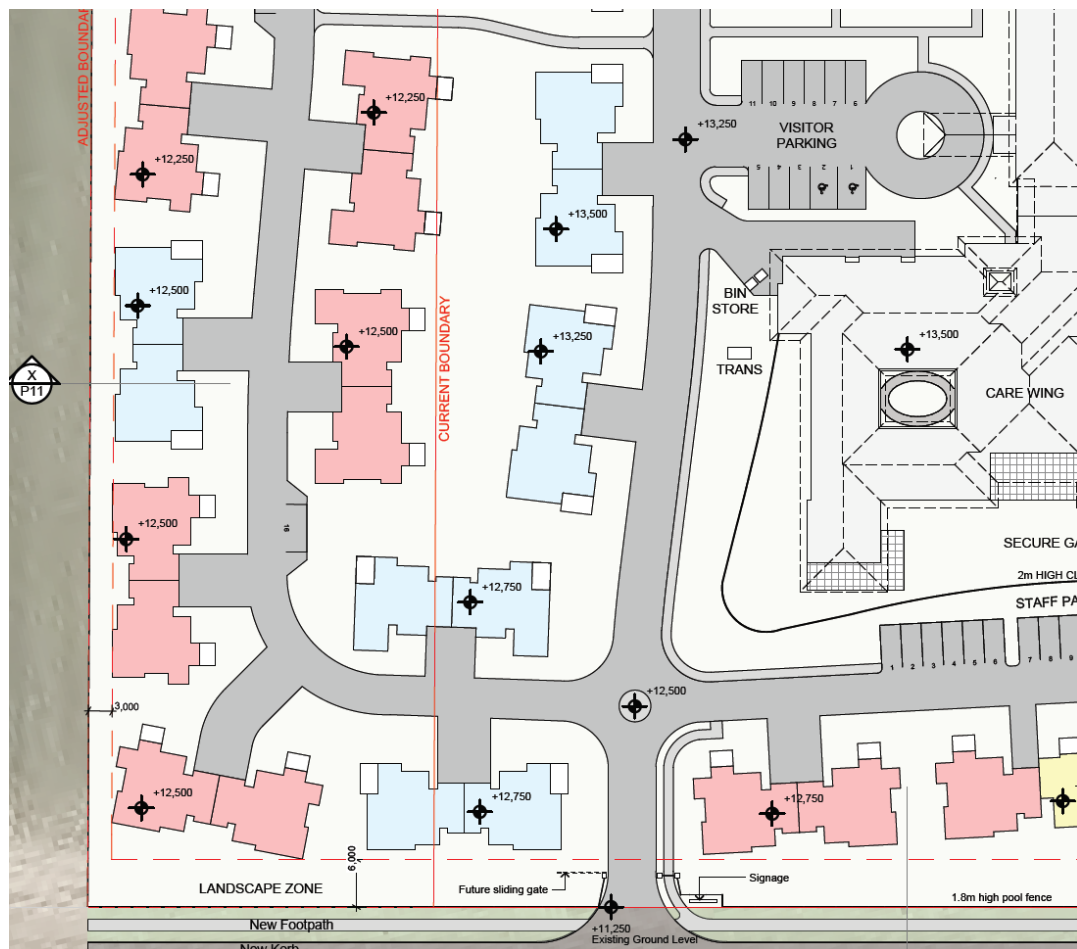 ADJUSTED BOUNDAR
+12,250
+12,250
11 10 9 8 7 6
+13,250
VISITOR
PARKING
5 4 3 2 1
+13,500
+12,500
BIN
STORE
CURRENT BOUNDARY
+12,500
+13,250
+13,500
TRANS
X
P11
CARE WING
+12,500
16
SECURE GA
2m HIGH CL
+12,750
STAFF PA
1 2 3 4 5 6 7 8 9
+12,500
3,000
+12,500
+12,750
+12,750
6,000
LANDSCAPE ZONE
Future sliding gate
Signage
1.8m high pool fence
New Footpath
+11,250
Existing Ground Level
New Kerb